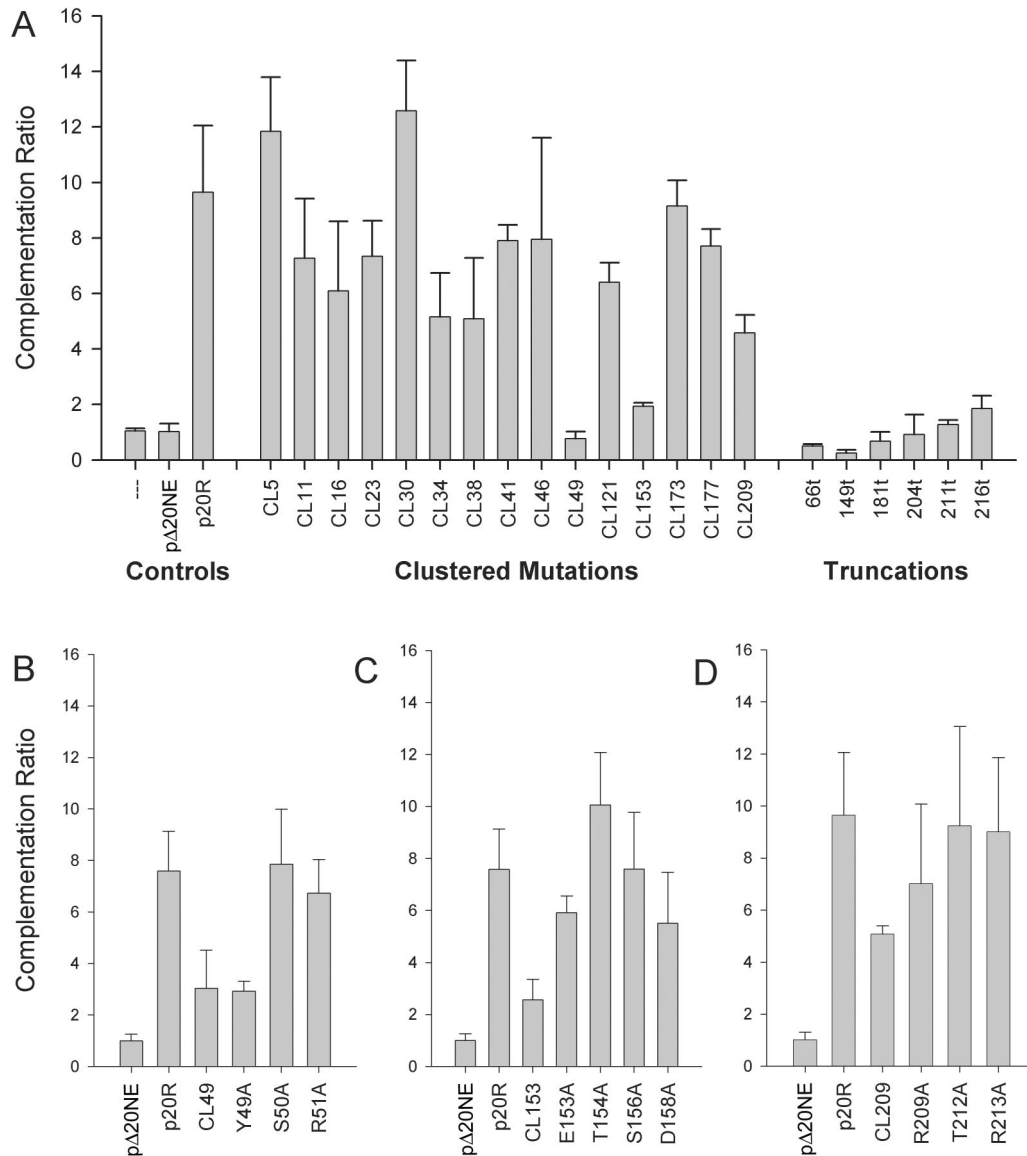 A
Complementation Ratio
16
14
12
10
8
6
4
2
0
---
pΔ20NE
p20R
CL5
CL11
CL16
CL23
CL30
CL34
CL38
CL41
CL46
CL49
CL121
CL153
CL173
CL177
CL209
66t
149t
181t
204t
211t
216t
Controls
Clustered Mutations
Truncations
B
Complementation Ratio
16
14
12
10
8
6
4
2
0
pΔ20NE
p20R
CL49
Y49A
S50A
R51A
C
16
14
12
10
8
6
4
2
0
pΔ20NE
p20R
CL153
E153A
T154A
S156A
D158A
D
16
14
12
10
8
6
4
2
0
pΔ20NE
p20R
CL209
R209A
T212A
R213A